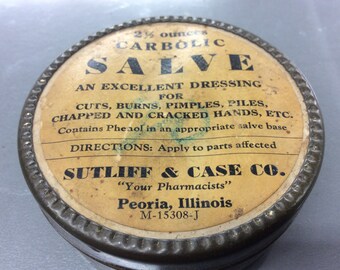 2½ ounces
CARBOLIC
SALVE
AN EXCELLENT DRESSING
FOR
CUTS, BURNS, PIMPLES, PILES,
CHAPPED AND CRACKED HANDS, ETC.
Contains Phenol in an appropriate salve base
DIRECTIONS: Apply to parts affected
SUTLIFF & CASE CO.
"Your Pharmacists"
Peoria, Illinois
M-15308-J